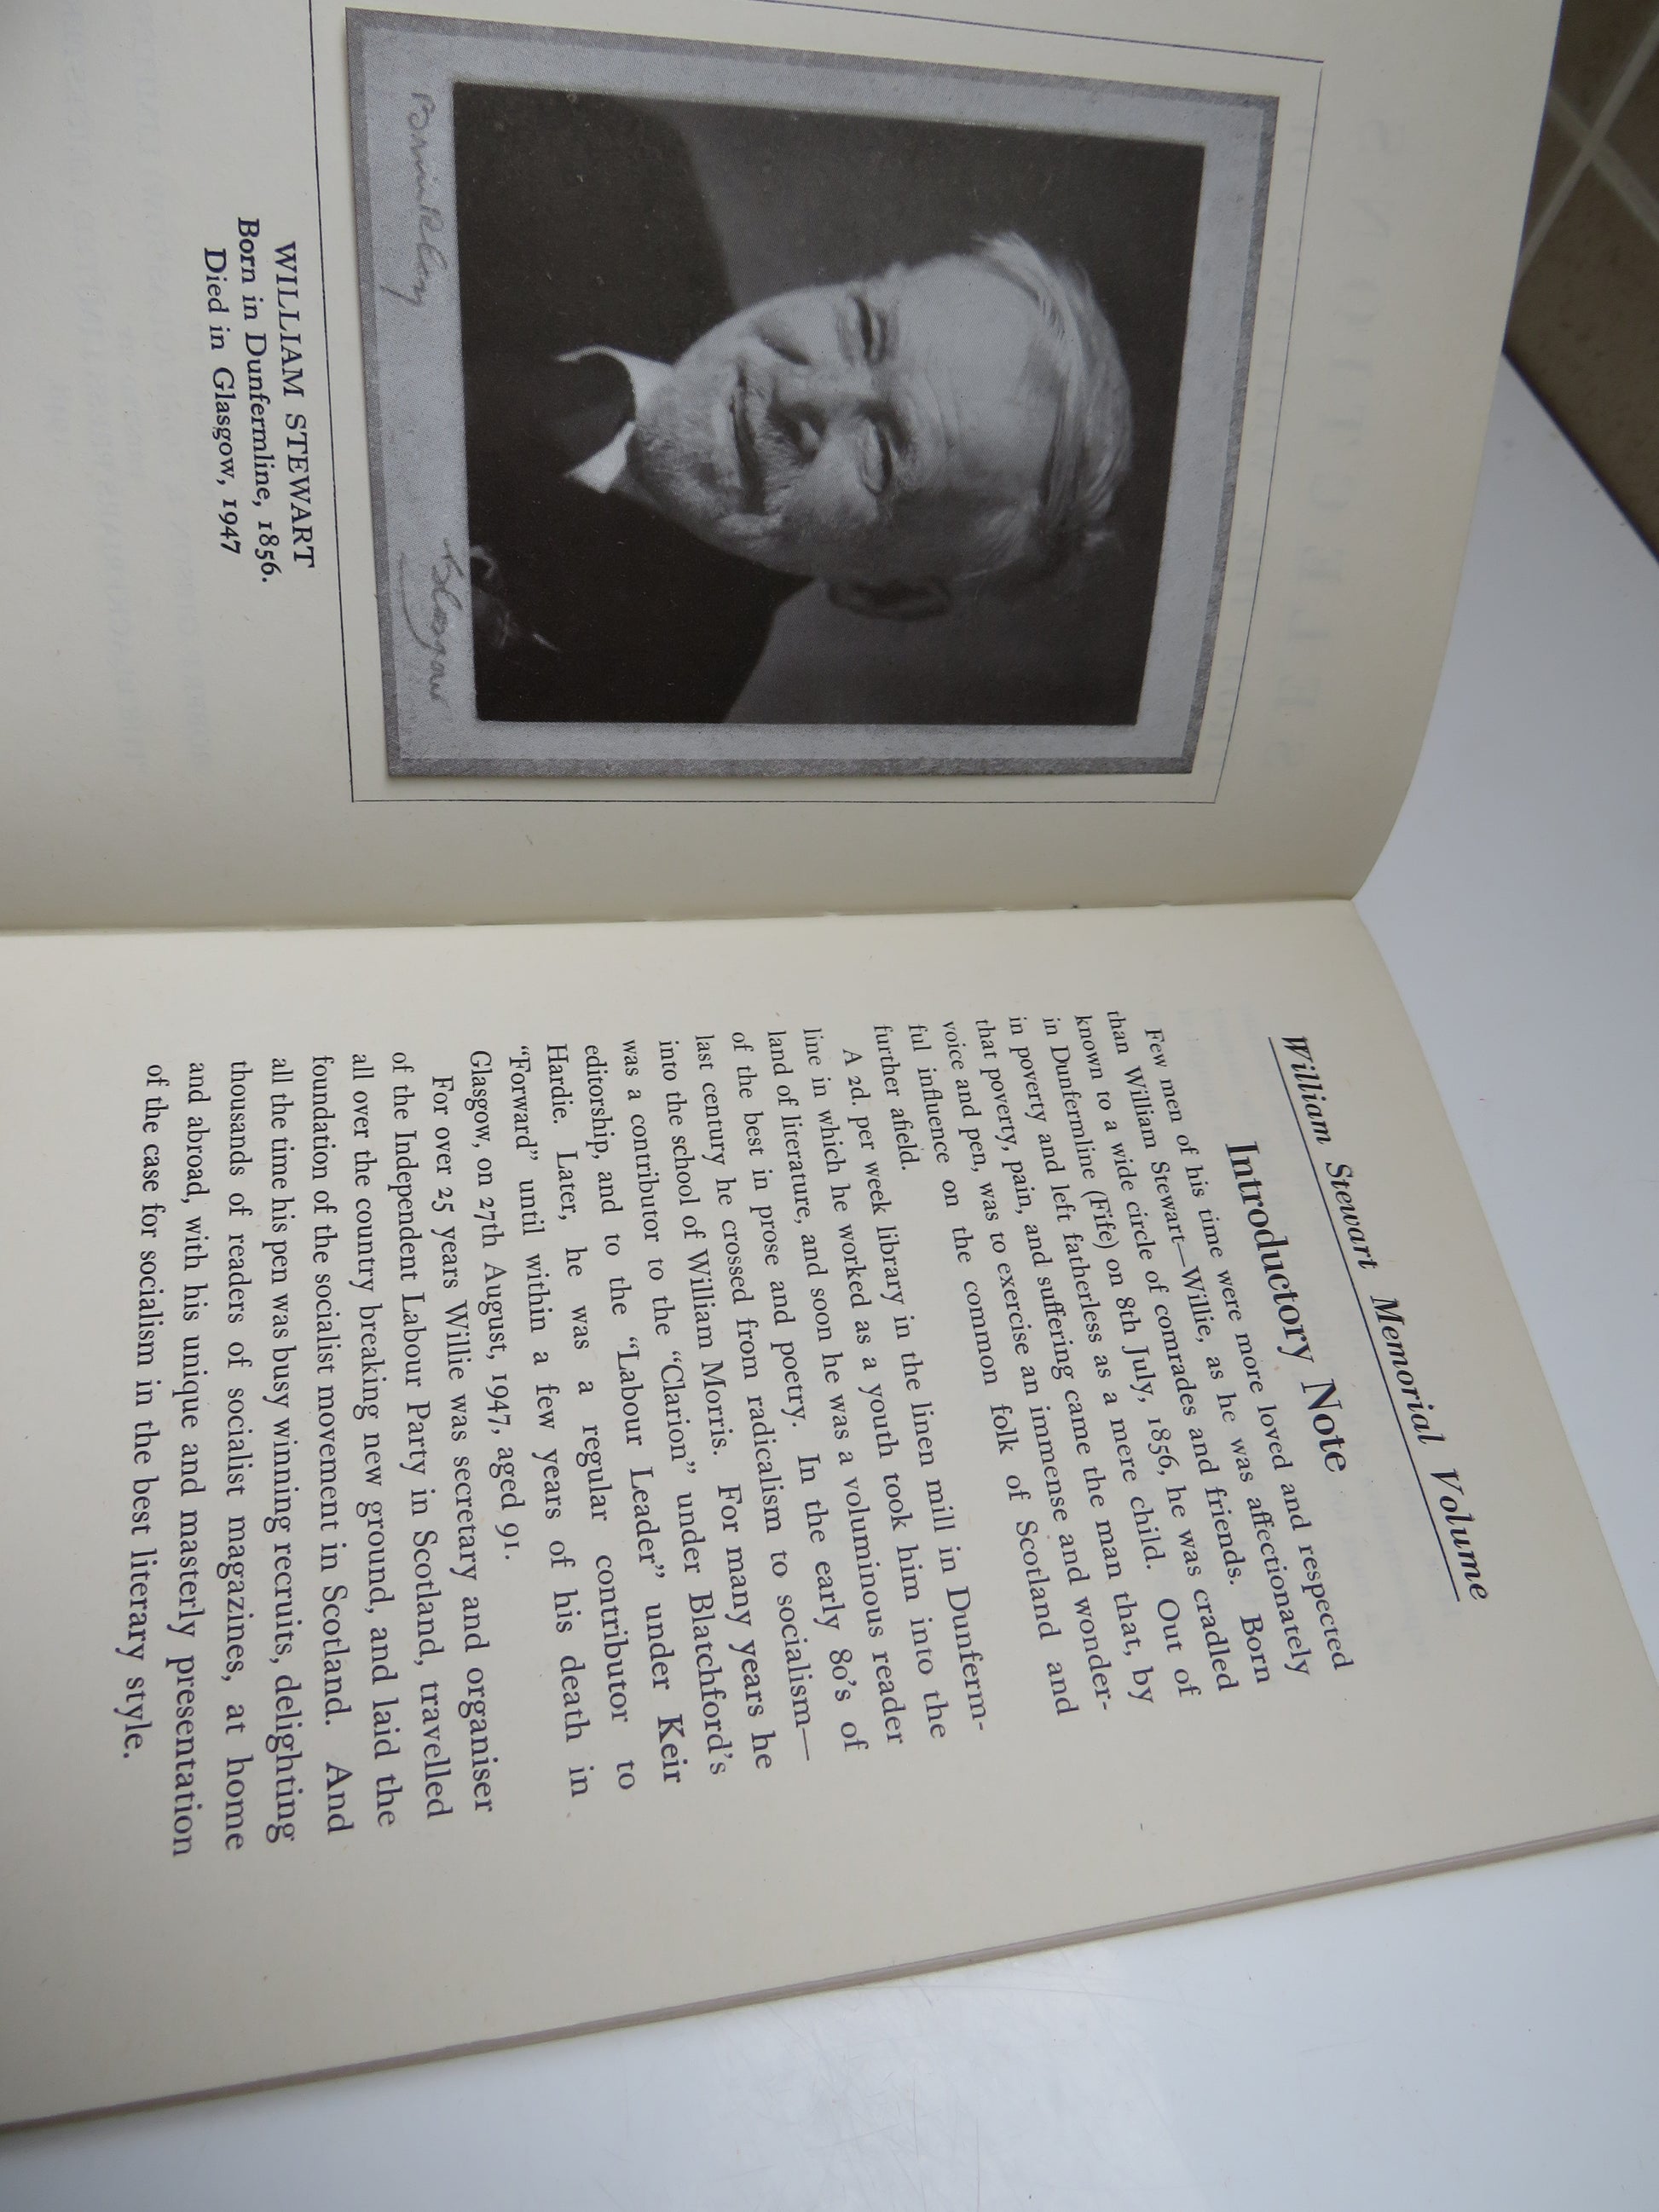 Glasgow
WILLIAM STEWART
Born in Dunfermline, 1856.
Died in Glasgow, 1947
William Stewart Memorial Volume
Introductory Note
Few men of his time were more loved and respected
than William Stewart—Willie, as he was affectionately
known to a wide circle of comrades and friends. Born
in Dunfermline (Fife) on 8th July, 1856, he was cradled
in poverty and left fatherless as a mere child. Out of
that poverty, pain, and suffering came the man that, by
voice and pen, was to exercise an immense and wonder-
ful influence on the common folk of Scotland and
further afield.
A 2d. per week library in the linen mill in Dunferm-
line in which he worked as a youth took him into the
land of literature, and soon he was a voluminous reader
of the best in prose and poetry. In the early 80's of
last century he crossed from radicalism to socialism—
into the school of William Morris. For many years he
was a contributor to the "Clarion" under Blatchford's
editorship, and to the "Labour Leader" under Keir
Hardie. Later, he was a regular contributor to
"Forward" until within a few years of his death in
Glasgow, on 27th August, 1947, aged 91.
For over 25 years Willie was secretary and organiser
of the Independent Labour Party in Scotland, travelled
all over the country breaking new ground, and laid the
foundation of the socialist movement in Scotland. And
all the time his pen was busy winning recruits, delighting
thousands of readers of socialist magazines, at home
and abroad, with his unique and masterly presentation
of the case for socialism in the best literary style.